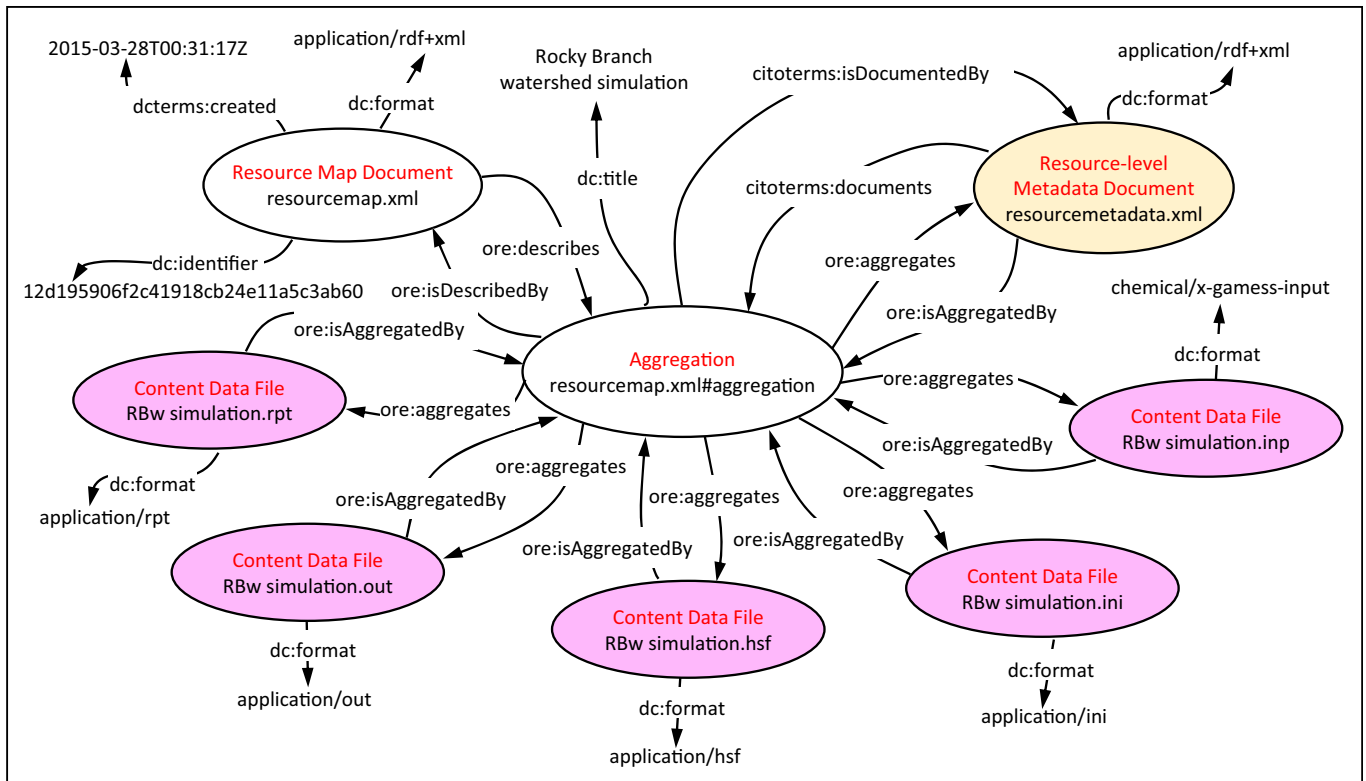 2015-03-28T00:31:17Z
application/rdf+xml
dcterms:created
dc:format
Resource Map Document
resourcemap.xml
dc:identifier
12d195906f2c41918cb24e11a5c3ab60
Rocky Branch
watershed simulation
dc:title
citoterms:isDocumentedBy
application/rdf+xml
dc:format
Resource-level
Metadata Document
resourcemetadata.xml
citoterms:documents
ore:describes
ore:isDescribedBy
ore:aggregates
ore:isAggregatedBy
ore:isAggregatedBy
chemical/x-gamess-input
dc:format
Aggregation
resourcemap.xml#aggregation
Content Data File
RBw simulation.rpt
ore:aggregates
dc:format
application/rpt
ore:aggregates
Content Data File
RBw simulation.inp
ore:isAggregatedBy
ore:aggregates
ore:isAggregatedBy
Content Data File
RBw simulation.out
dc:format
application/out
ore:aggregates
ore:isAggregatedBy
Content Data File
RBw simulation.hsf
dc:format
application/hsf
ore:aggregates
ore:isAggregatedBy
Content Data File
RBw simulation.ini
dc:format
application/ini